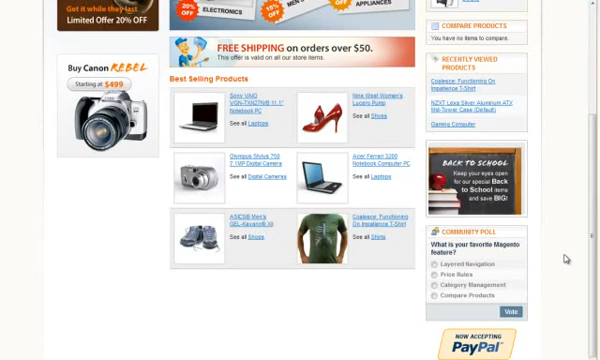 Get it while they last
Limited Offer 20% OFF
20% OFF
ELECTRONICS
15% OFF
APPLIANCES
FREE SHIPPING on orders over $50.
This offer is valid on all our store items.
Buy Canon REBEL
Starting at $499
Best Selling Products
Sony VAIO
VGN-TXN27N/B 11.1"
Notebook PC
See all Laptops
Nine West Women's
Lucero Pump
See all Shoes
Olympus Stylus 750
7.1MP Digital Camera
See all Digital Cameras
Acer Ferrari 3200
Notebook Computer PC
See all Laptops
ASICS® Men's
GEL-Kayano® XII
See all Shoes
Coalesce: Functioning
On Impatience T-Shirt
See all Shirts
COMPARE PRODUCTS
You have no items to compare.
RECENTLY VIEWED
PRODUCTS
Coalesce: Functioning On
Impatience T-Shirt
NZXT Lexa Silver Aluminum ATX
Mid-Tower Case (Default)
Gaming Computer
BACK TO SCHOOL
Keep your eyes open
for our special Back
to School items
and save BIG!
COMMUNITY POLL
What is your favorite Magento
feature?
Layered Navigation
Price Rules
Category Management
Compare Products
Vote
NOW ACCEPTING
PayPal